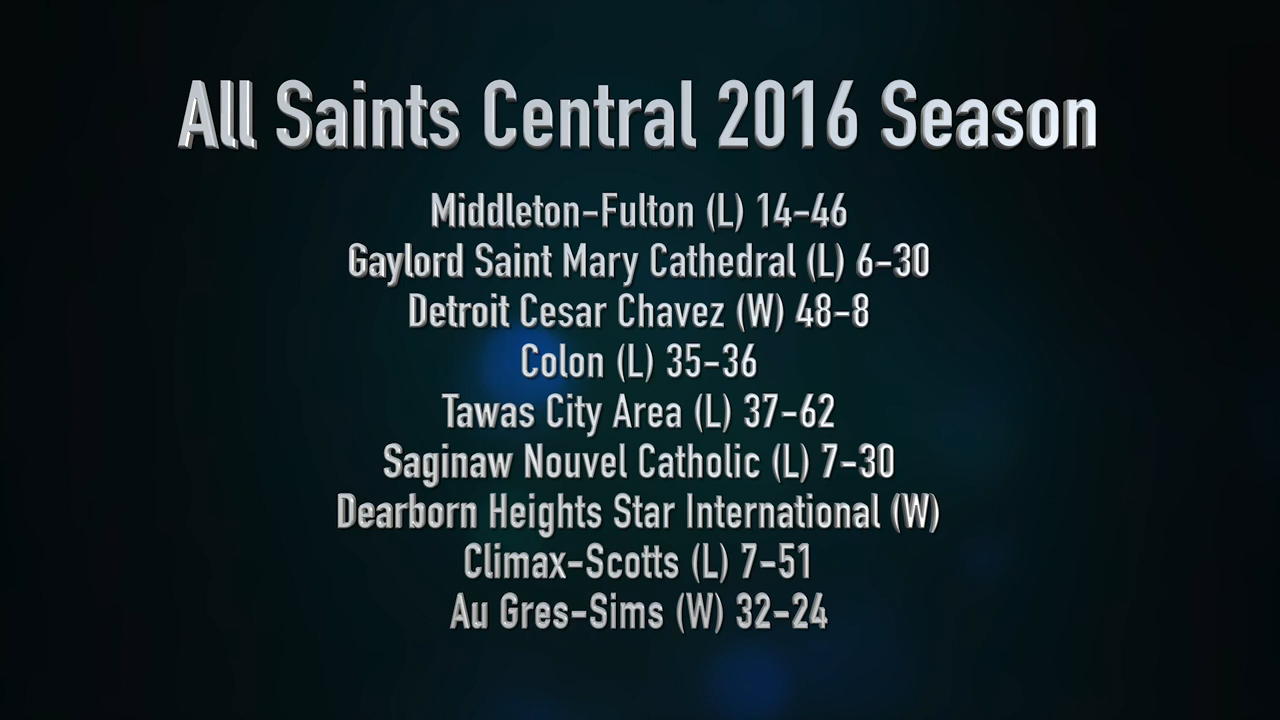 All Saints Central 2016 Season
Middleton-Fulton (L) 14-46
Gaylord Saint Mary Cathedral (L) 6-30
Detroit Cesar Chavez (W) 48-8
Colon (L) 35-36
Tawas City Area (L) 37-62
Saginaw Nouvel Catholic (L) 7-30
Dearborn Heights Star International (W)
Climax-Scotts (L) 7-51
Au Gres-Sims (W) 32-24